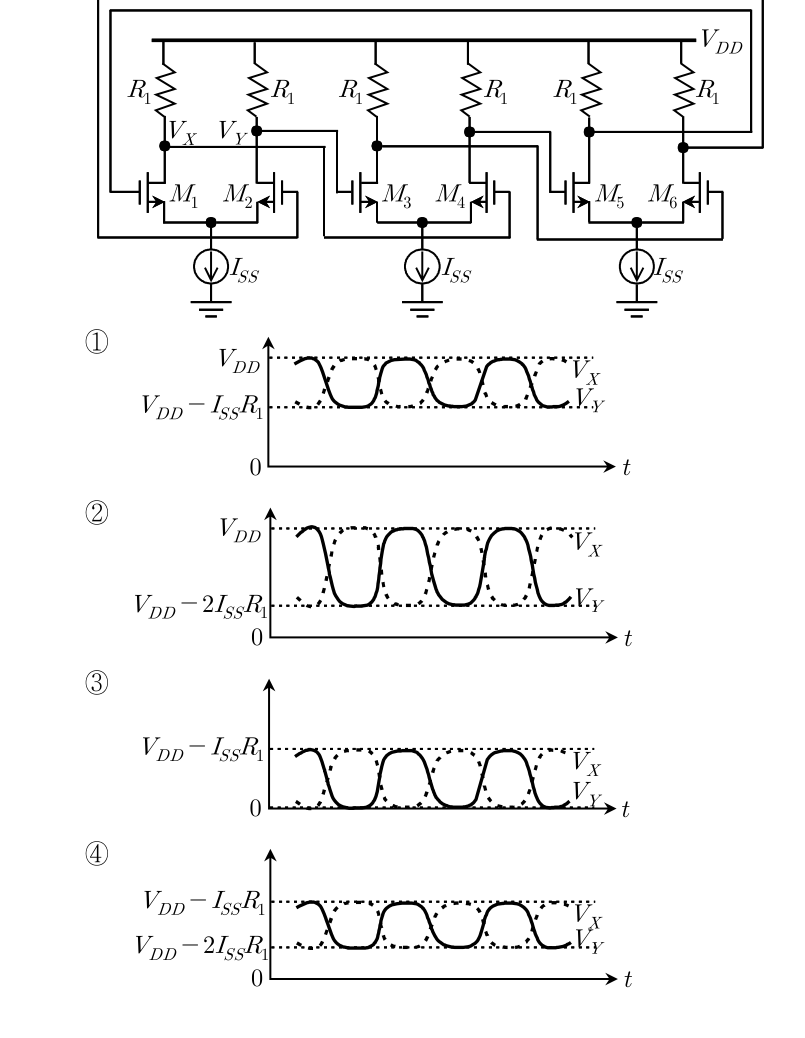 V_DD
R_1 R_1 R_1 R_1 R_1 R_1
V_X V_Y
M_1 M_2 M_3 M_4 M_5 M_6
I_SS I_SS I_SS
①
V_DD
V_X
V_DD − I_SS R_1
V_Y
0 t
②
V_DD
V_X
V_DD − 2I_SS R_1
V_Y
0 t
③
V_DD − I_SS R_1
V_X
V_Y
0 t
④
V_DD − I_SS R_1
V_X
V_DD − 2I_SS R_1
V_Y
0 t